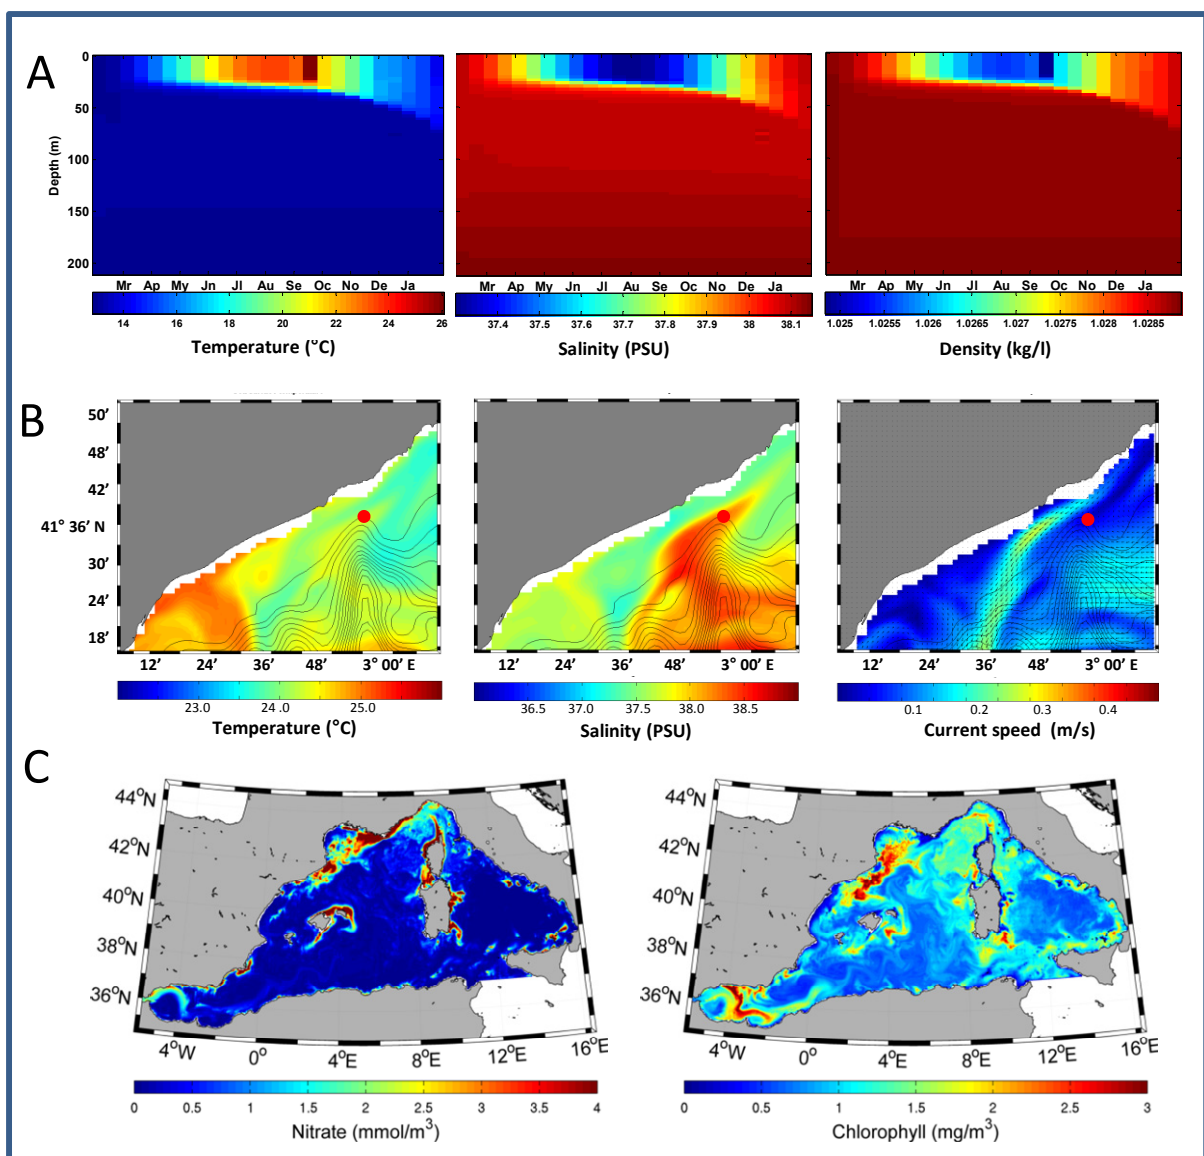 A
0
50
100
150
200
Depth (m)
Mr Ap My Jn Jl Au Se Oc No De Ja
Mr Ap My Jn Jl Au Se Oc No De Ja
Mr Ap My Jn Jl Au Se Oc No De Ja
14 16 18 20 22 24 26
37.4 37.5 37.6 37.7 37.8 37.9 38 38.1
1.025 1.0255 1.026 1.0265 1.027 1.0275 1.028 1.0285
Temperature (°C)
Salinity (PSU)
Density (kg/l)
B
50’
48’
42’
41° 36’ N
30’
24’
18’
12’ 24’ 36’ 48’ 3° 00’ E
12’ 24’ 36’ 48’ 3° 00’ E
12’ 24’ 36’ 48’ 3° 00’ E
23.0 24.0 25.0
36.5 37.0 37.5 38.0 38.5
0.1 0.2 0.3 0.4
Temperature (°C)
Salinity (PSU)
Current speed (m/s)
C
44°N
42°N
40°N
38°N
36°N
4°W 0° 4°E 8°E 12°E 16°E
0 0.5 1 1.5 2 2.5 3 3.5 4
Nitrate (mmol/m³)
44°N
42°N
40°N
38°N
36°N
4°W 0° 4°E 8°E 12°E 16°E
0 0.5 1 1.5 2 2.5 3
Chlorophyll (mg/m³)